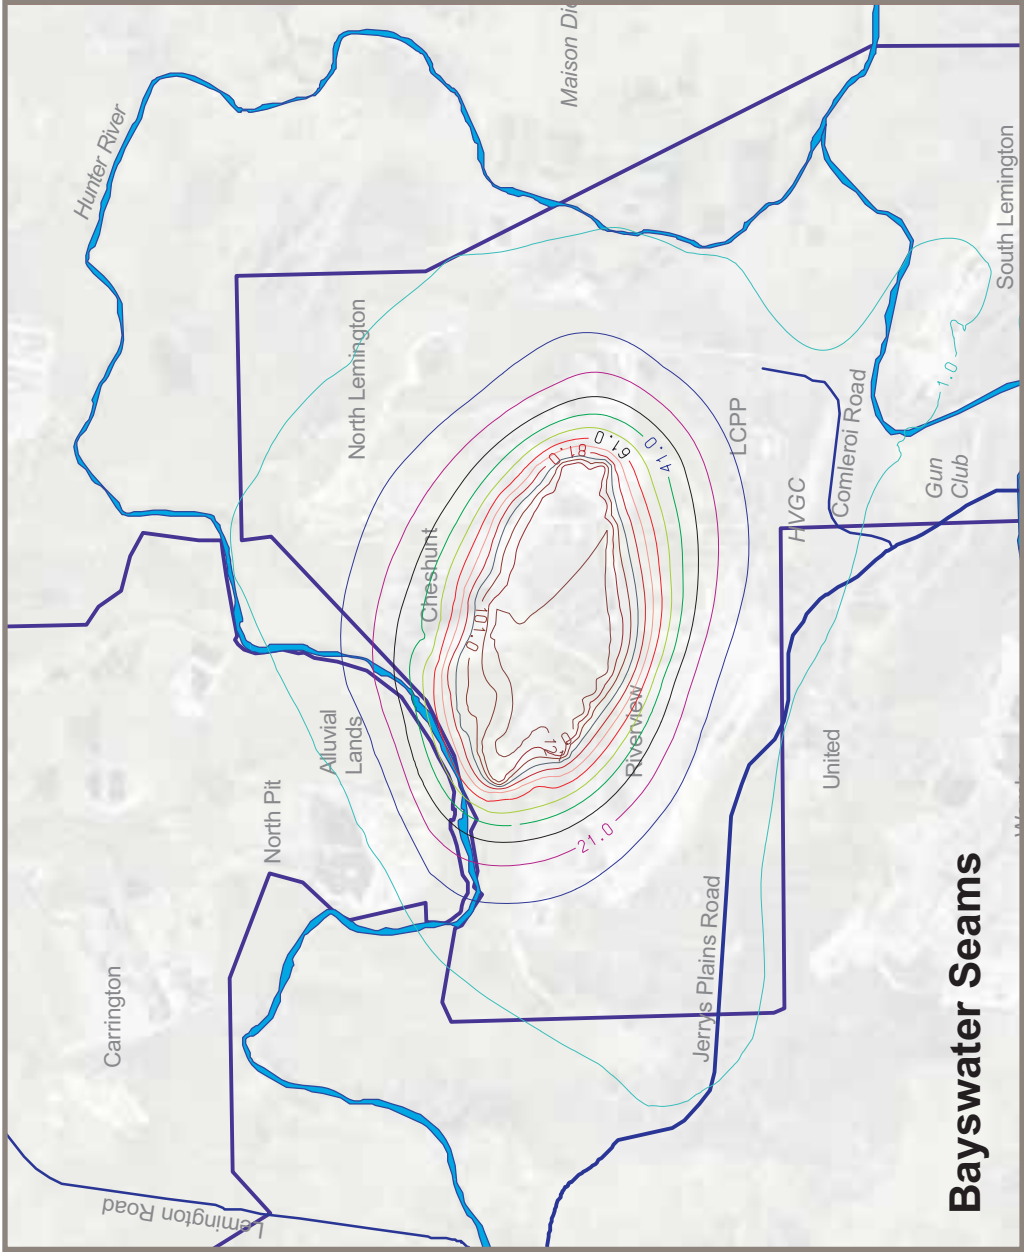 Hunter River
North Lemington
South Lemington
Cheshunt
LCPP
Comleroi Road
HVGC
Gun
Club
1.0
41.0
61.0
81.0
101.0
21.0
Alluvial
Lands
Riverview
North Pit
United
Carrington
Jerrys Plains Road
Lemington Road
Bayswater Seams